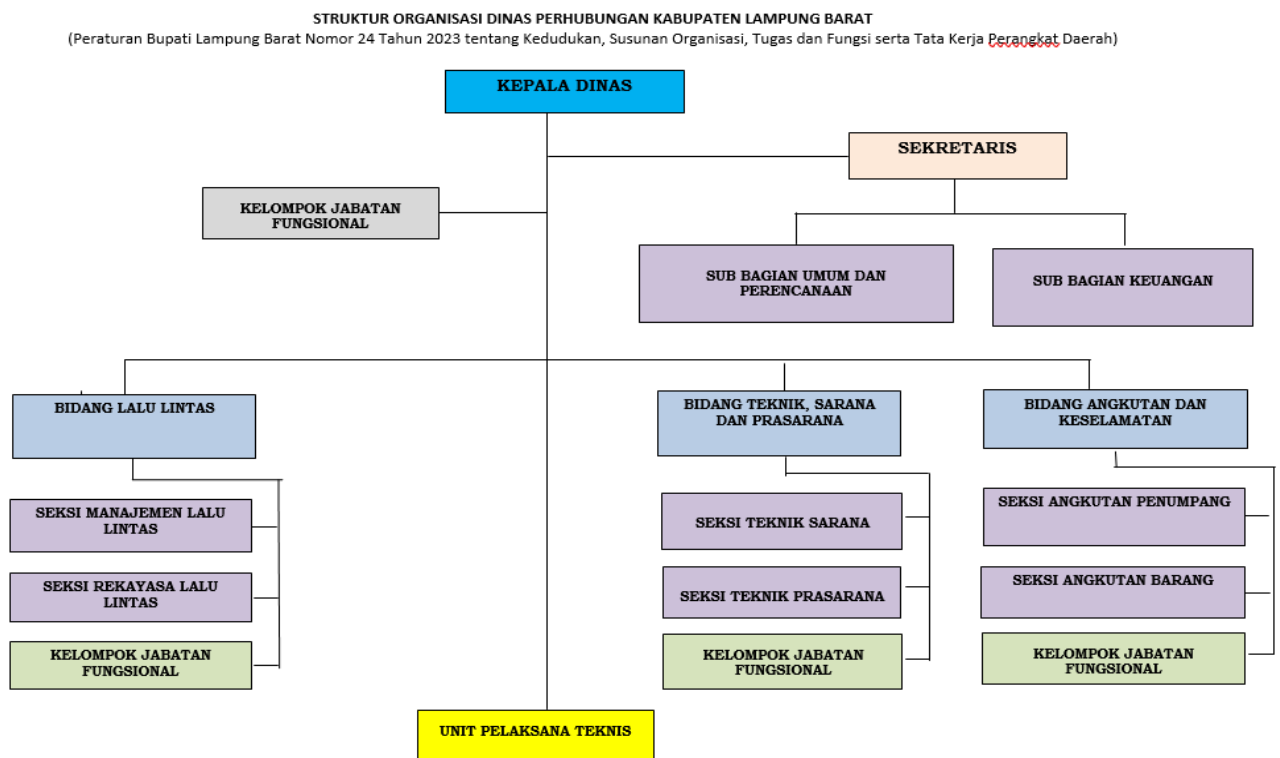 STRUKTUR ORGANISASI DINAS PERHUBUNGAN KABUPATEN LAMPUNG BARAT
(Peraturan Bupati Lampung Barat Nomor 24 Tahun 2023 tentang Kedudukan, Susunan Organisasi, Tugas dan Fungsi serta Tata Kerja Perangkat Daerah)
KEPALA DINAS
SEKRETARIS
KELOMPOK JABATAN
FUNGSIONAL
SUB BAGIAN UMUM DAN
PERENCANAAN
SUB BAGIAN KEUANGAN
BIDANG LALU LINTAS
BIDANG TEKNIK, SARANA
DAN PRASARANA
BIDANG ANGKUTAN DAN
KESELAMATAN
SEKSI MANAJEMEN LALU
LINTAS
SEKSI TEKNIK SARANA
SEKSI ANGKUTAN PENUMPANG
SEKSI REKAYASA LALU
LINTAS
SEKSI TEKNIK PRASARANA
SEKSI ANGKUTAN BARANG
KELOMPOK JABATAN
FUNGSIONAL
KELOMPOK JABATAN
FUNGSIONAL
KELOMPOK JABATAN
FUNGSIONAL
UNIT PELAKSANA TEKNIS